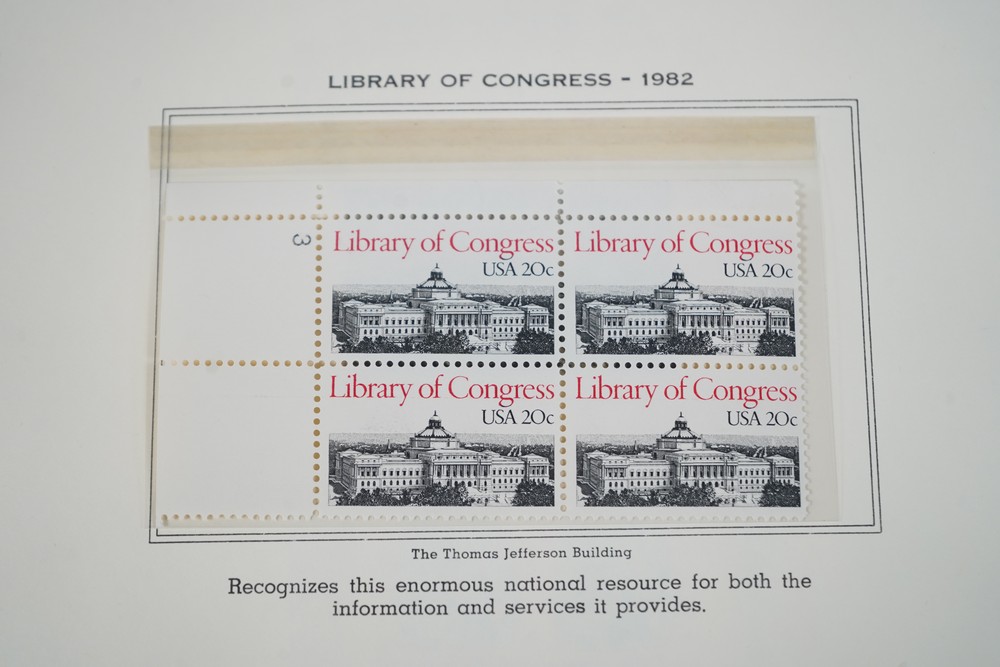 LIBRARY OF CONGRESS - 1982
3
Library of Congress
USA 20c
Library of Congress
USA 20c
Library of Congress
USA 20c
Library of Congress
USA 20c
The Thomas Jefferson Building
Recognizes this enormous national resource for both the
information and services it provides.